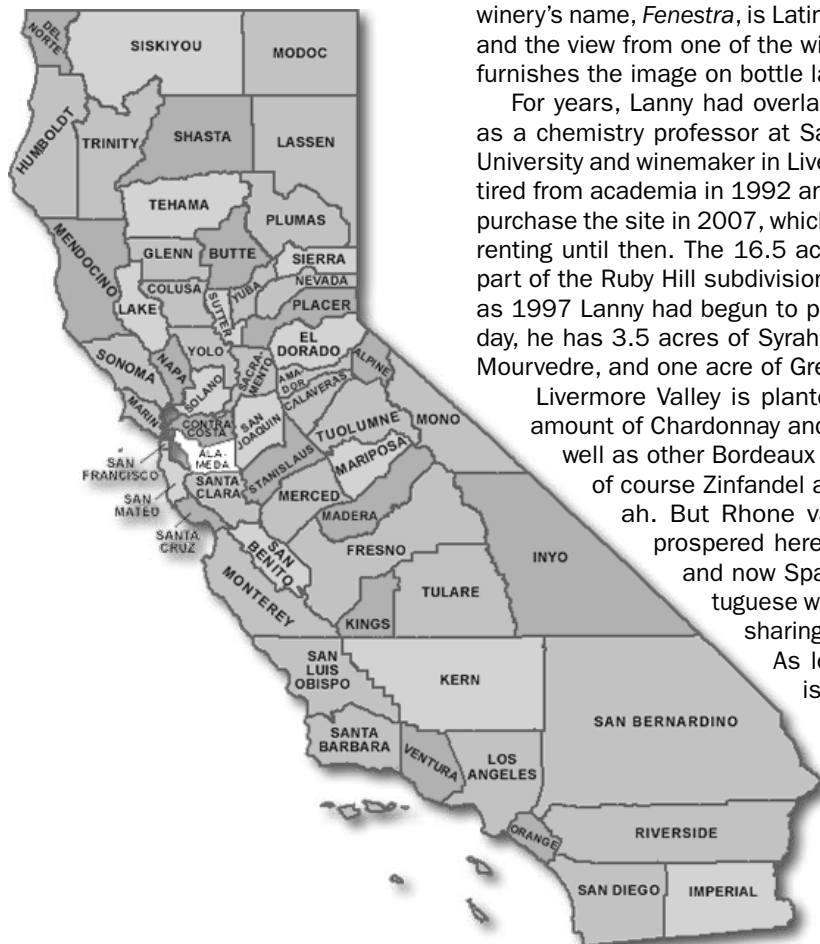 winery's name, Fenestra, is Latin
and the view from one of the wi
furnishes the image on bottle la
For years, Lanny had overla
as a chemistry professor at Sa
University and winemaker in Live
tired from academia in 1992 ar
purchase the site in 2007, which
renting until then. The 16.5 ac
part of the Ruby Hill subdivision
as 1997 Lanny had begun to p
day, he has 3.5 acres of Syrah
Mourvedre, and one acre of Gre
Livermore Valley is plante
amount of Chardonnay and
well as other Bordeaux
of course Zinfandel a
ah. But Rhone va
prospered here
and now Spa
tuguese w
sharing
As le
is
DEL
NORTE
SISKIYOU
MODOC
HUMBOLDT
TRINITY
SHASTA
LASSEN
TEHAMA
PLUMAS
MENDOCINO
GLENN
BUTTE
SIERRA
COLUSA
NEVADA
YUBA
SUTTER
PLACER
LAKE
EL
DORADO
YOLO
SONOMA
NAPA
SACRA-
MENTO
ALPINE
AMA-
DOR
SOLANO
CALAVERAS
MARIN
CONTRA
COSTA
SAN
JOAQUIN
TUOLUMNE
MONO
SAN
FRANCISCO
ALA-
MEDA
STANISLAUS
MARIPOSA
SAN
MATEO
SANTA
CLARA
MERCED
MADERA
SANTA
CRUZ
SAN
BENITO
FRESNO
INYO
MONTEREY
TULARE
KINGS
SAN
LUIS
OBISPO
KERN
SAN BERNARDINO
SANTA
BARBARA
VENTURA
LOS
ANGELES
ORANGE
RIVERSIDE
SAN DIEGO
IMPERIAL